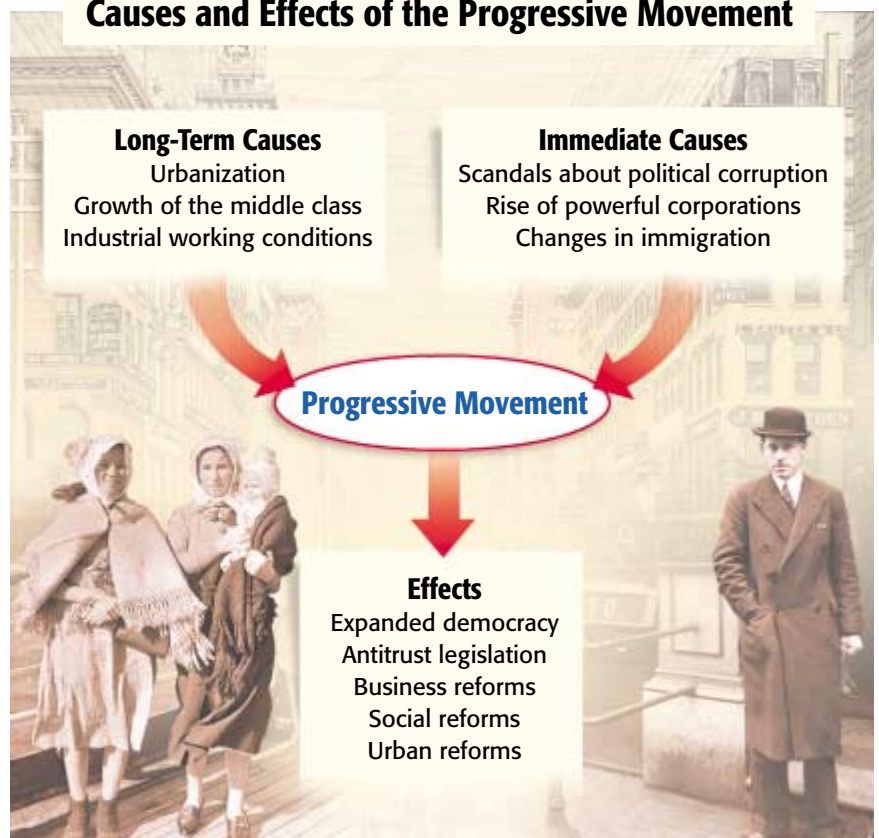 Causes and Effects of the Progressive Movement
Long-Term Causes
Urbanization
Growth of the middle class
Industrial working conditions
Immediate Causes
Scandals about political corruption
Rise of powerful corporations
Changes in immigration
Progressive Movement
Effects
Expanded democracy
Antitrust legislation
Business reforms
Social reforms
Urban reforms